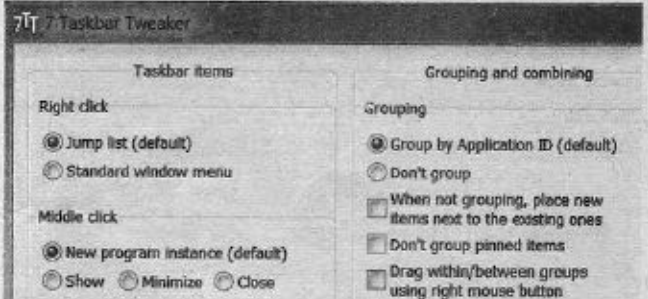 7TT 7 Taskbar Tweaker
Taskbar items
Right click
Jump list (default)
Standard window menu
Middle click
New program instance (default)
Show Minimize Close
Grouping and combining
Grouping
Group by Application ID (default)
Don't group
When not grouping, place new
items next to the existing ones
Don't group pinned items
Drag within/between groups
using right mouse button